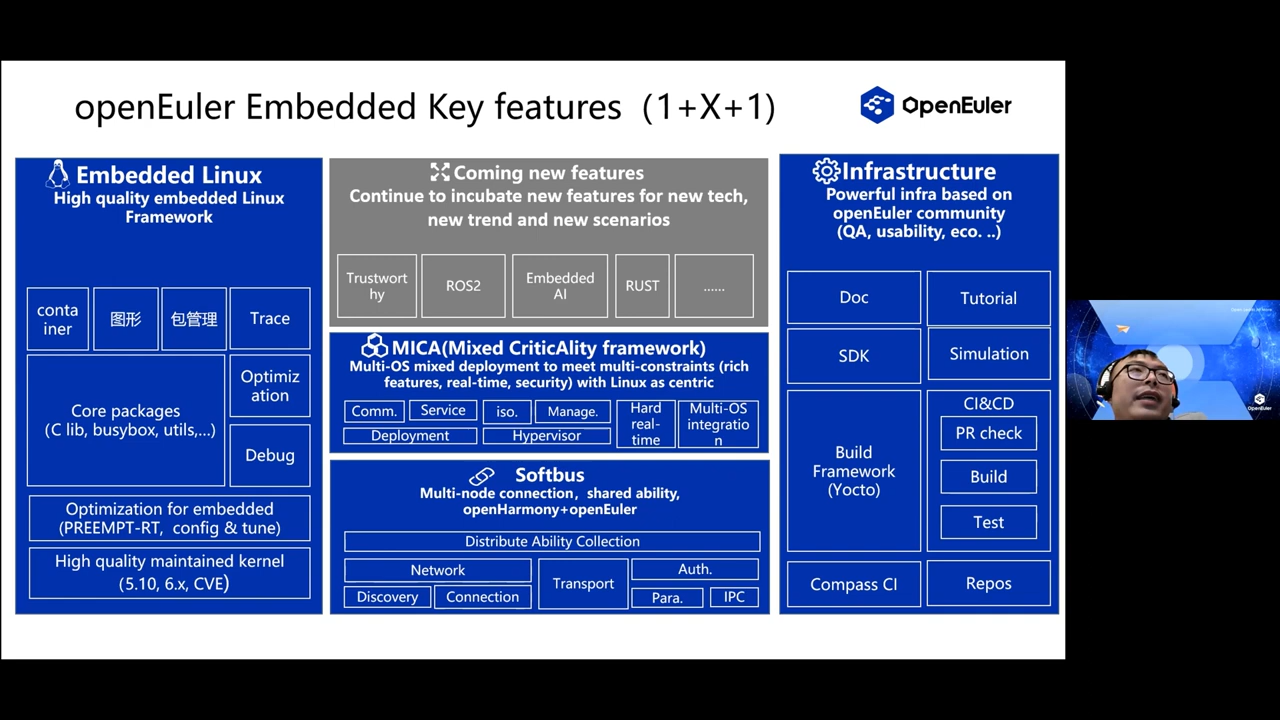 openEuler Embedded Key features (1+X+1)
OpenEuler
Embedded Linux
High quality embedded Linux
Framework
conta
iner
图形
包管理
Trace
Core packages
(C lib, busybox, utils,...)
Optimiz
ation
Debug
Optimization for embedded
(PREEMPT-RT, config & tune)
High quality maintained kernel
(5.10, 6.x, CVE)
Coming new features
Continue to incubate new features for new tech,
new trend and new scenarios
Trustwort
hy
ROS2
Embedded
AI
RUST
......
MICA(Mixed CriticAlity framework)
Multi-OS mixed deployment to meet multi-constraints (rich
features, real-time, security) with Linux as centric
Comm.
Service
iso.
Manage.
Deployment
Hypervisor
Hard
real-
time
Multi-OS
integratio
n
Softbus
Multi-node connection, shared ability,
openHarmony+openEuler
Distribute Ability Collection
Network
Discovery
Connection
Transport
Auth.
Para.
IPC
Infrastructure
Powerful infra based on
openEuler community
(QA, usability, eco. ..)
Doc
Tutorial
SDK
Simulation
Build
Framework
(Yocto)
CI&CD
PR check
Build
Test
Compass CI
Repos
OpenEuler